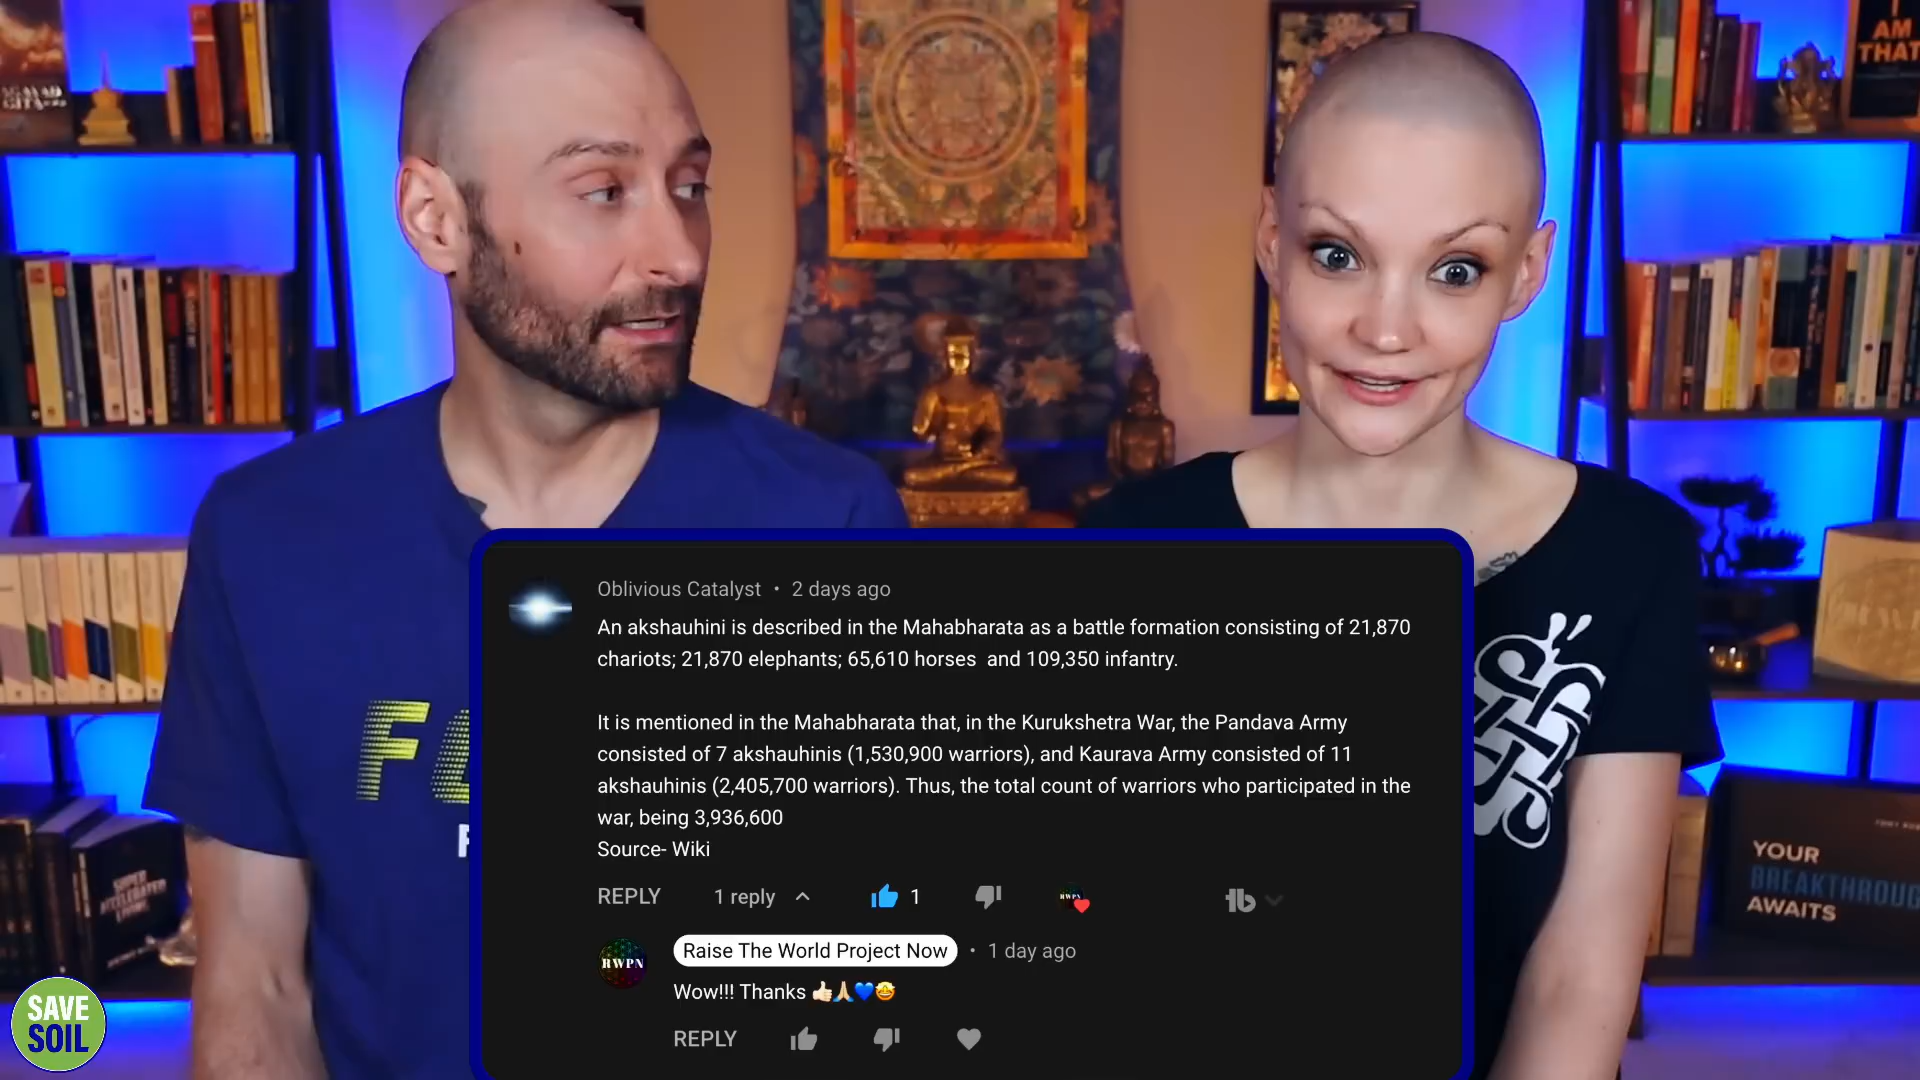 AGAVAD
GITA
I
AM
THAT
Oblivious Catalyst • 2 days ago
An akshauhini is described in the Mahabharata as a battle formation consisting of 21,870
chariots; 21,870 elephants; 65,610 horses and 109,350 infantry.
It is mentioned in the Mahabharata that, in the Kurukshetra War, the Pandava Army
consisted of 7 akshauhinis (1,530,900 warriors), and Kaurava Army consisted of 11
akshauhinis (2,405,700 warriors). Thus, the total count of warriors who participated in the
war, being 3,936,600
Source- Wiki
REPLY 1 reply 1
RWPN
RWPN Raise The World Project Now • 1 day ago
Wow!!! Thanks 👍🏻🙏🏼💙🤩
REPLY
YOUR
BREAKTHROUG
AWAITS
SAVE
SOIL